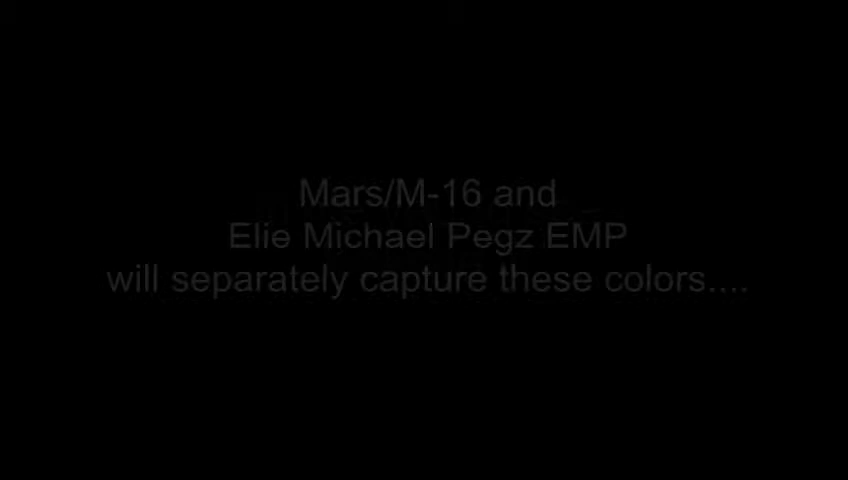 Mars/M-16 and
Elie Michael Pegz EMP
will separately capture these colors....